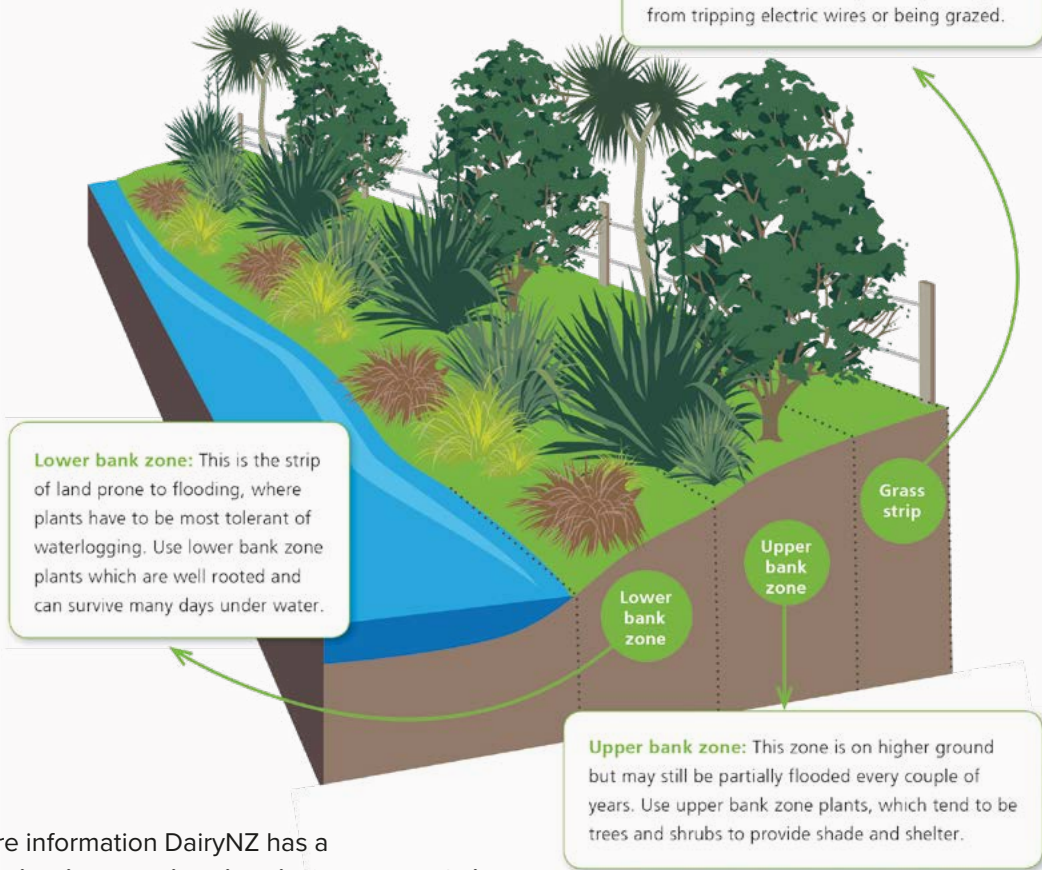 from tripping electric wires or being grazed.
Lower bank zone: This is the strip
of land prone to flooding, where
plants have to be most tolerant of
waterlogging. Use lower bank zone
plants which are well rooted and
can survive many days under water.
Grass
strip
Upper
bank
zone
Lower
bank
zone
Upper bank zone: This zone is on higher ground
but may still be partially flooded every couple of
years. Use upper bank zone plants, which tend to be
trees and shrubs to provide shade and shelter.
information DairyNZ has a